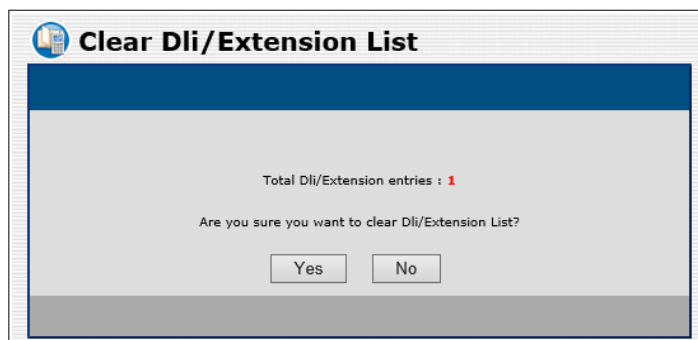 Clear Dli/Extension List
Total Dli/Extension entries : 1
Are you sure you want to clear Dli/Extension List?
Yes No